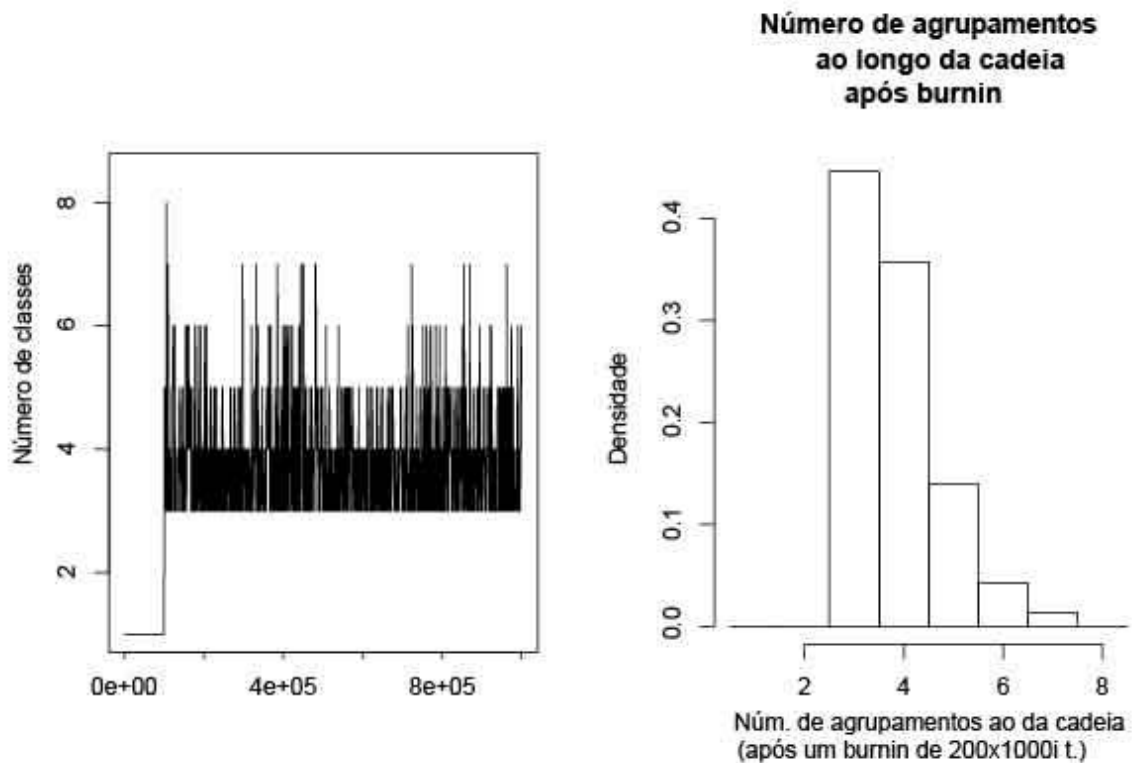 Número de agrupamentos
ao longo da cadeia
após burnin
Número de classes
8
6
4
2
0e+00
4e+05
8e+05
Densidade
0.4
0.3
0.2
0.1
0.0
2
4
6
8
Núm. de agrupamentos ao da cadeia
(após um burnin de 200x1000i t.)